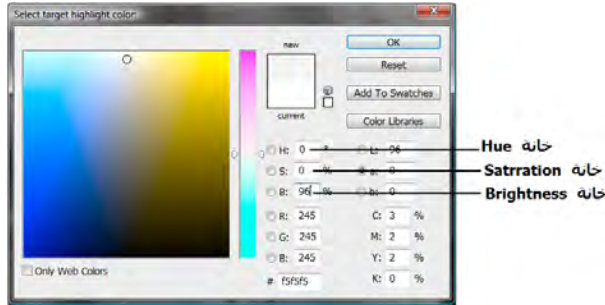 Select target highlight color:
new
current
OK
Reset
Add To Swatches
Color Libraries
H: 0 ° L: 96
S: 0 % a: 0
B: 96 % b: 0
R: 245 C: 3 %
G: 245 M: 2 %
B: 245 Y: 2 %
# f5f5f5 K: 0 %
Only Web Colors
خانة Hue
خانة Satrration
خانة Brightness